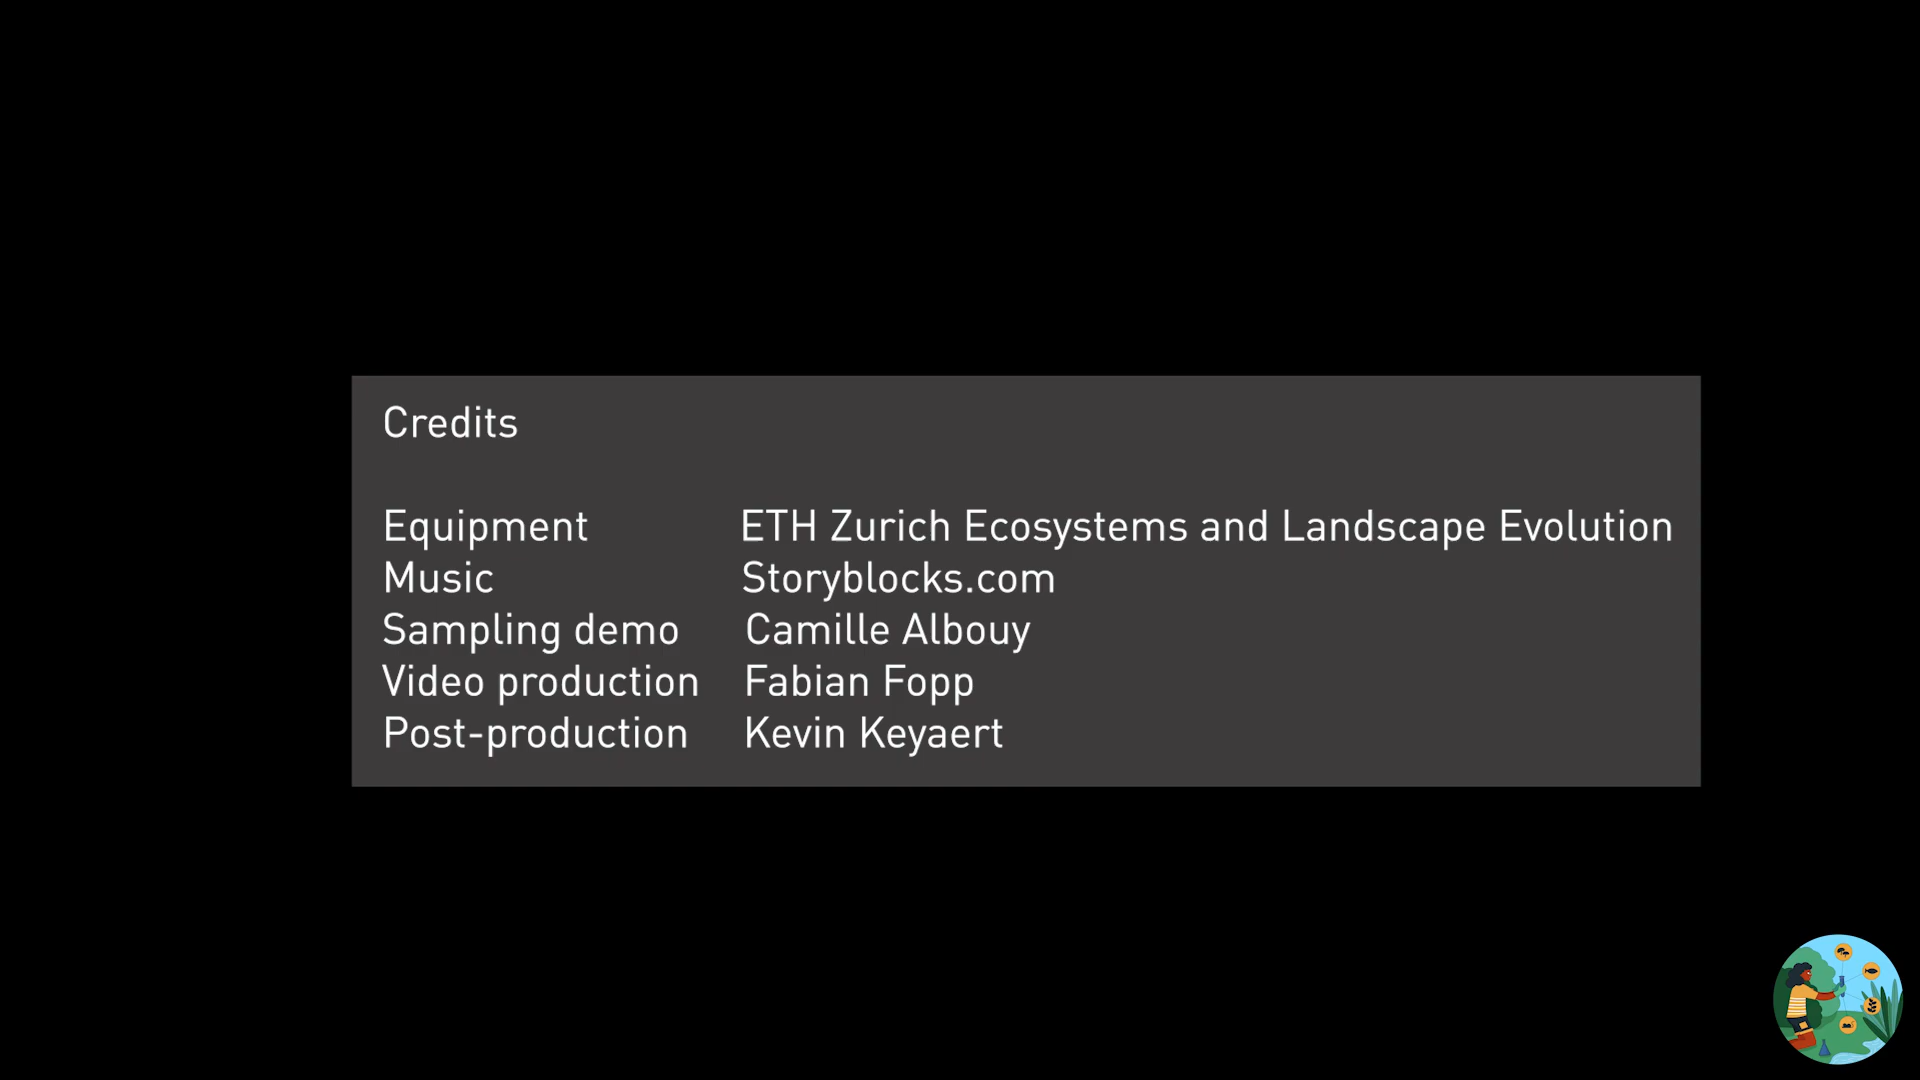 Credits
Equipment ETH Zurich Ecosystems and Landscape Evolution
Music Storyblocks.com
Sampling demo Camille Albouy
Video production Fabian Fopp
Post-production Kevin Keyaert